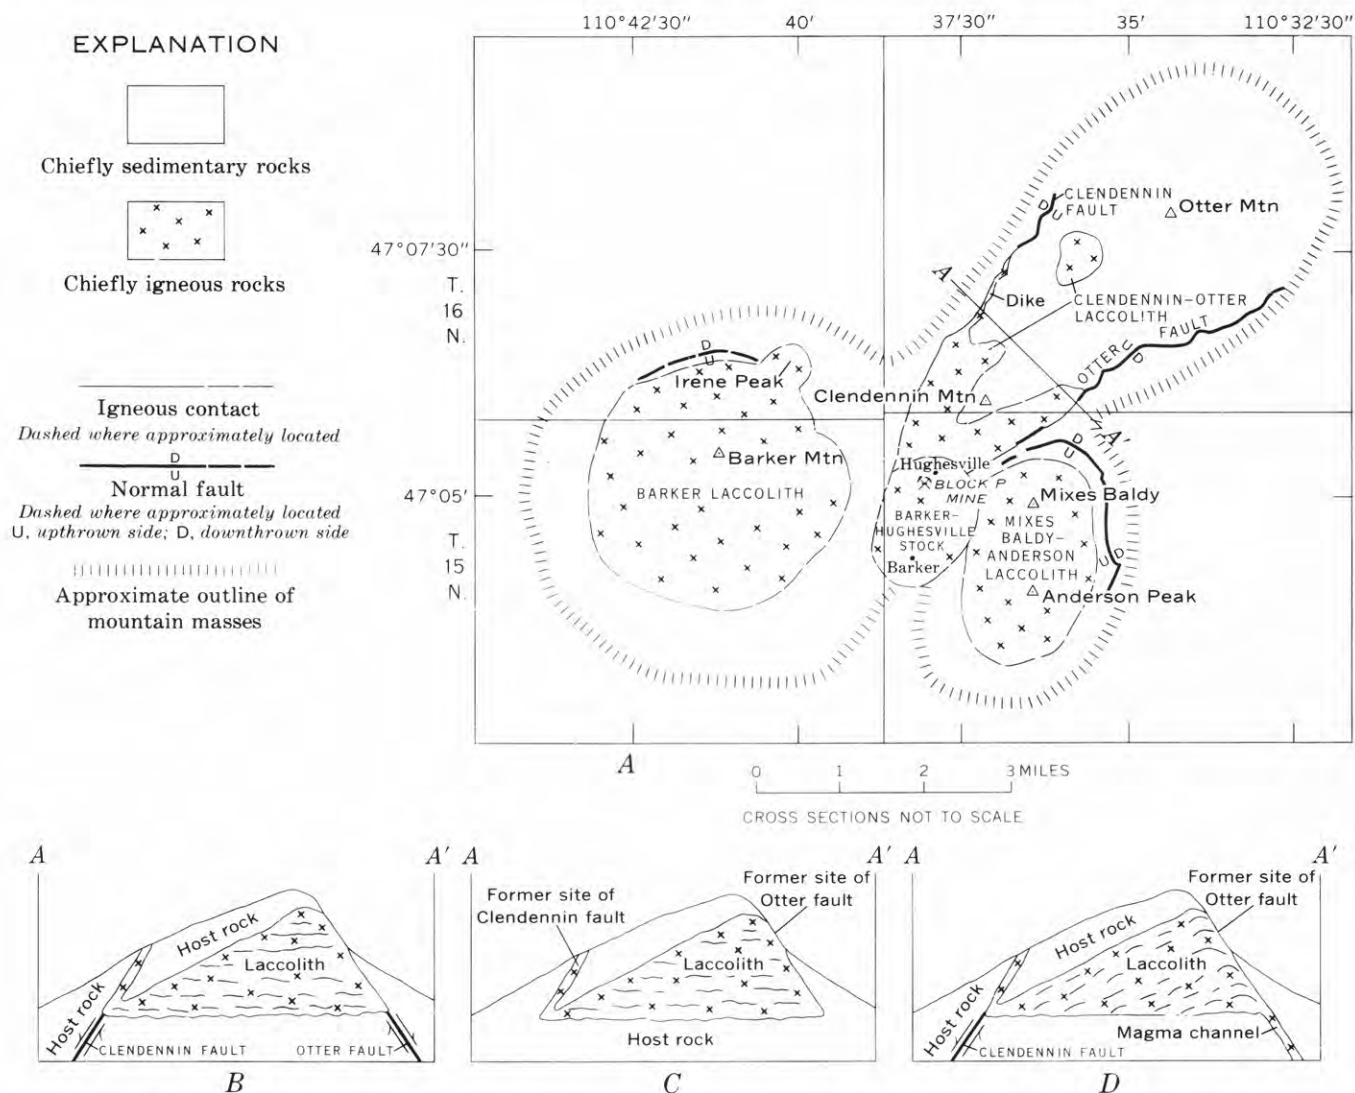 EXPLANATION
Chiefly sedimentary rocks
Chiefly igneous rocks
Igneous contact
Dashed where approximately located
D
U
Normal fault
Dashed where approximately located
U, upthrown side; D, downthrown side
Approximate outline of
mountain masses
110°42'30"
40'
37'30"
35'
110°32'30"
47°07'30"
T.
16
N.
47°05'
T.
15
N.
CLENDENNIN
FAULT
D
U
Otter Mtn
A
Dike
CLENDENNIN-OTTER
LACCOLITH
OTTER
FAULT
U
D
D
U
Irene Peak
Clendennin Mtn
A'
Barker Mtn
BARKER LACCOLITH
Hughesville
BLOCK P
MINE
D
U
Mixes Baldy
BARKER-
HUGHESVILLE
STOCK
Barker
MIXES
BALDY-
ANDERSON
LACCOLITH
U
D
Anderson Peak
A
0 1 2 3 MILES
CROSS SECTIONS NOT TO SCALE
A
A'
Host rock
Laccolith
Host rock
CLENDENNIN FAULT
OTTER FAULT
B
A
A'
Former site of
Clendennin fault
Former site of
Otter fault
Host rock
Laccolith
Host rock
C
A
A'
Former site of
Otter fault
Host rock
Laccolith
Host rock
Magma channel
CLENDENNIN FAULT
D